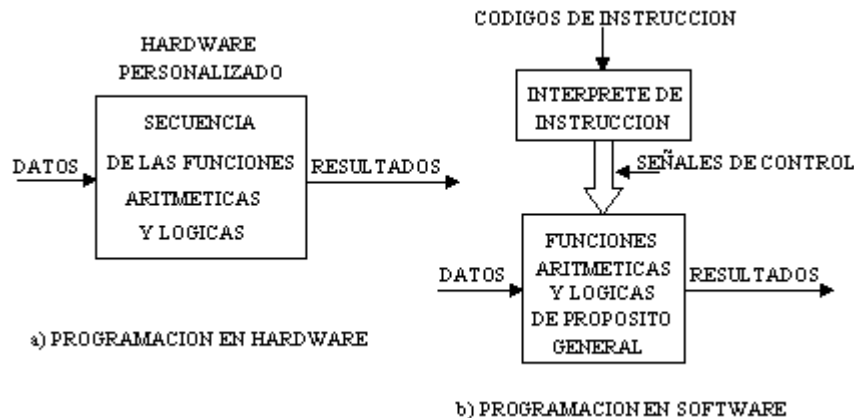 HARDWARE
PERSONALIZADO
SECUENCIA
DE LAS FUNCIONES
ARITMETICAS
Y LOGICAS
DATOS
RESULTADOS
a) PROGRAMACION EN HARDWARE
CODIGOS DE INSTRUCCION
INTERPRETE DE
INSTRUCCION
SEÑALES DE CONTROL
FUNCIONES
ARITMETICAS
Y LOGICAS
DE PROPOSITO
GENERAL
DATOS
RESULTADOS
b) PROGRAMACION EN SOFTWARE